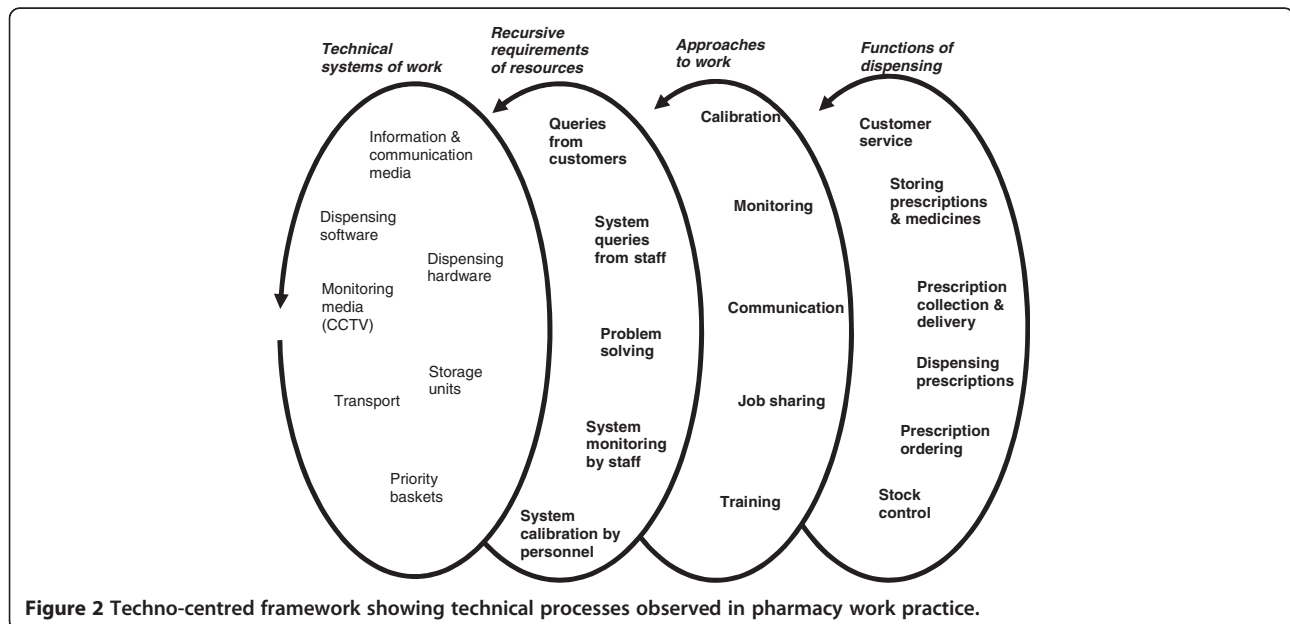 Technical
systems of work
Recursive
requirements
of resources
Approaches
to work
Functions of
dispensing
Information &
communication
media
Dispensing
software
Dispensing
hardware
Monitoring
media
(CCTV)
Storage
units
Transport
Priority
baskets
Queries
from
customers
System
queries
from staff
Problem
solving
System
monitoring
by staff
System
calibration by
personnel
Calibration
Monitoring
Communication
Job sharing
Training
Customer
service
Storing
prescriptions
& medicines
Prescription
collection &
delivery
Dispensing
prescriptions
Prescription
ordering
Stock
control
Figure 2 Techno-centred framework showing technical processes observed in pharmacy work practice.